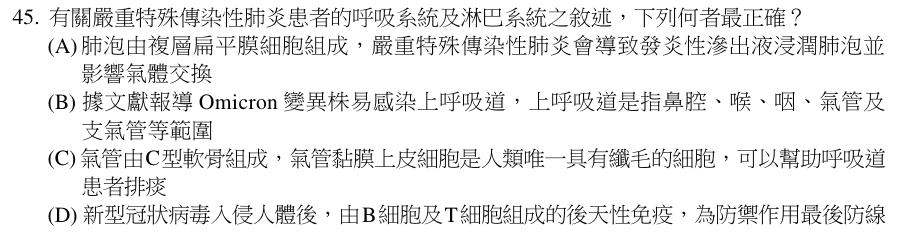 45. 有關嚴重特殊傳染性肺炎患者的呼吸系統及淋巴系統之敘述，下列何者最正確？
(A) 肺泡由複層扁平膜細胞組成，嚴重特殊傳染性肺炎會導致發炎性滲出液浸潤肺泡並
影響氣體交換
(B) 據文獻報導 Omicron 變異株易感染上呼吸道，上呼吸道是指鼻腔、喉、咽、氣管及
支氣管等範圍
(C) 氣管由C型軟骨組成，氣管黏膜上皮細胞是人類唯一具有纖毛的細胞，可以幫助呼吸道
患者排痰
(D) 新型冠狀病毒入侵人體後，由B細胞及T細胞組成的後天性免疫，為防禦作用最後防線